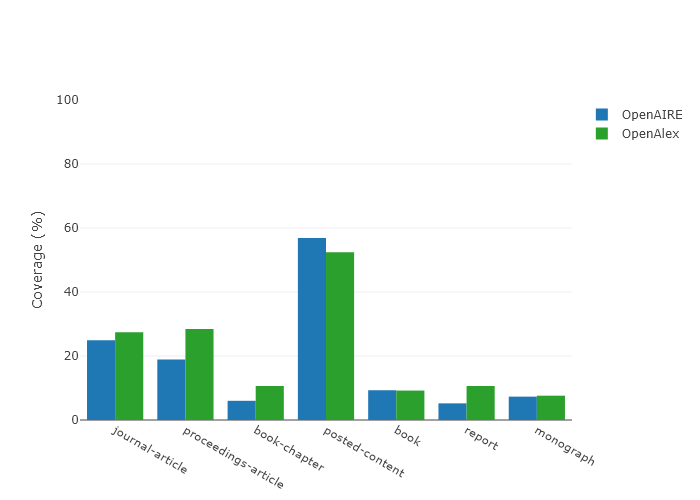 100
80
60
40
20
0
Coverage (%)
journal-article
proceedings-article
book-chapter
posted-content
book
report
monograph
OpenAIRE
OpenAlex